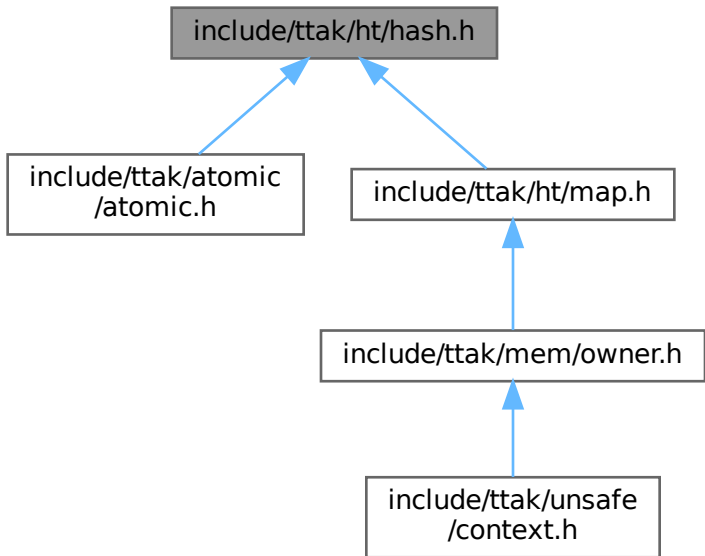 include/ttak/ht/hash.h
include/ttak/atomic
/atomic.h
include/ttak/ht/map.h
include/ttak/mem/owner.h
include/ttak/unsafe
/context.h